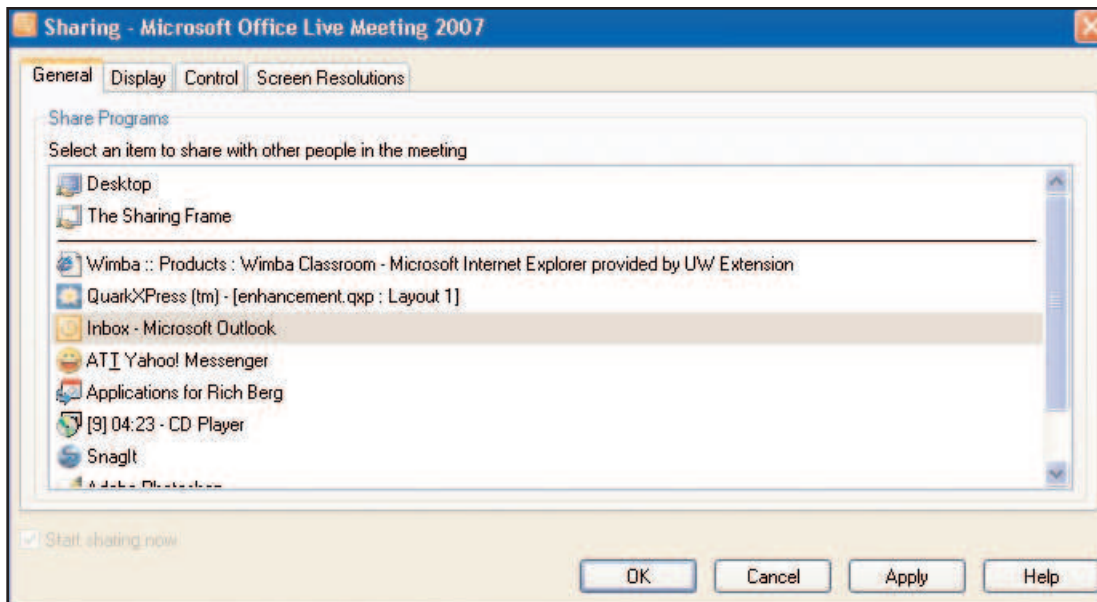 Sharing - Microsoft Office Live Meeting 2007
General Display Control Screen Resolutions
Share Programs
Select an item to share with other people in the meeting
Desktop
The Sharing Frame
Wimba :: Products : Wimba Classroom - Microsoft Internet Explorer provided by UW Extension
QuarkXPress (tm) - [enhancement.qxp : Layout 1]
Inbox - Microsoft Outlook
ATT Yahoo! Messenger
Applications for Rich Berg
[9] 04:23 - CD Player
SnagIt
Adobe Photoshop
Start sharing now
OK Cancel Apply Help